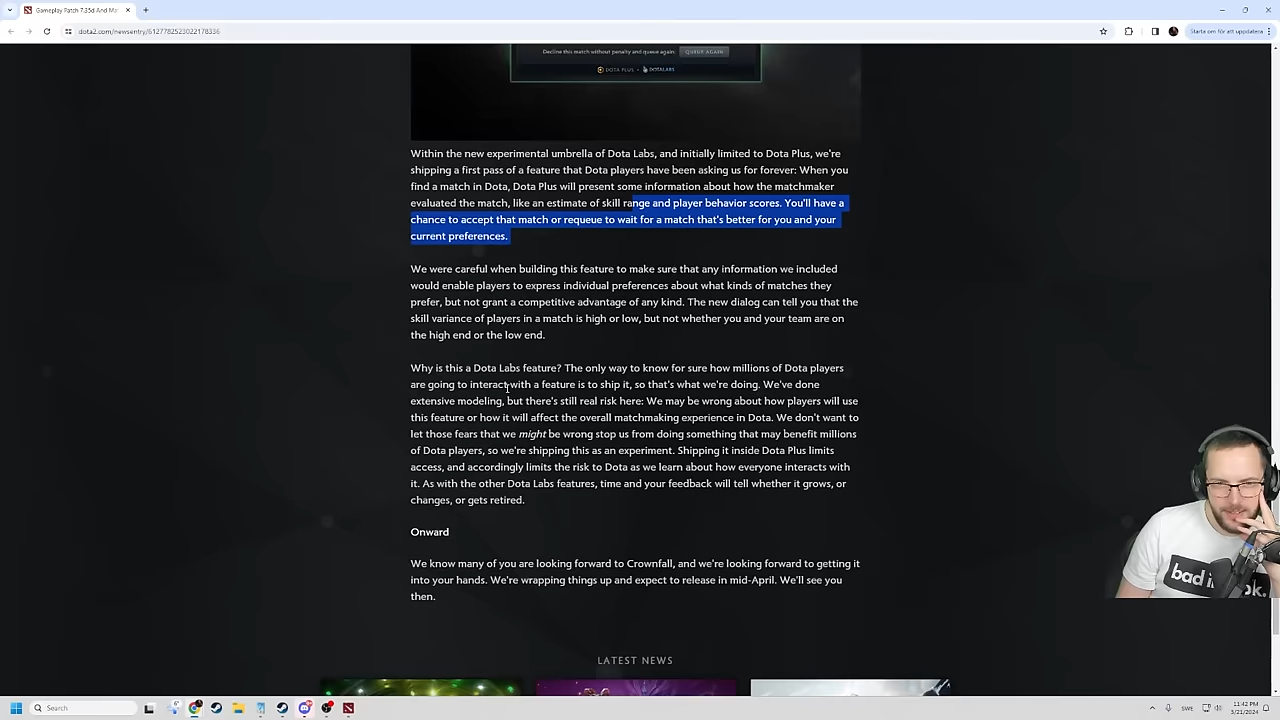 Gameplay Patch 7.35d And Ma
dota2.com/newsentry/6127782523022178336
Starta om för att uppdatera
Decline this match without penalty and queue again:
QUEUE AGAIN
DOTA PLUS • DOTALABS
Within the new experimental umbrella of Dota Labs, and initially limited to Dota Plus, we're
shipping a first pass of a feature that Dota players have been asking us for forever: When you
find a match in Dota, Dota Plus will present some information about how the matchmaker
evaluated the match, like an estimate of skill range and player behavior scores. You'll have a
chance to accept that match or requeue to wait for a match that's better for you and your
current preferences.
We were careful when building this feature to make sure that any information we included
would enable players to express individual preferences about what kinds of matches they
prefer, but not grant a competitive advantage of any kind. The new dialog can tell you that the
skill variance of players in a match is high or low, but not whether you and your team are on
the high end or the low end.
Why is this a Dota Labs feature? The only way to know for sure how millions of Dota players
are going to interact with a feature is to ship it, so that's what we're doing. We've done
extensive modeling, but there's still real risk here: We may be wrong about how players will use
this feature or how it will affect the overall matchmaking experience in Dota. We don't want to
let those fears that we might be wrong stop us from doing something that may benefit millions
of Dota players, so we're shipping this as an experiment. Shipping it inside Dota Plus limits
access, and accordingly limits the risk to Dota as we learn about how everyone interacts with
it. As with the other Dota Labs features, time and your feedback will tell whether it grows, or
changes, or gets retired.
Onward
We know many of you are looking forward to Crownfall, and we're looking forward to getting it
into your hands. We're wrapping things up and expect to release in mid-April. We'll see you
then.
LATEST NEWS
bad
Search
6°
SWE
11:42 PM
3/21/2024